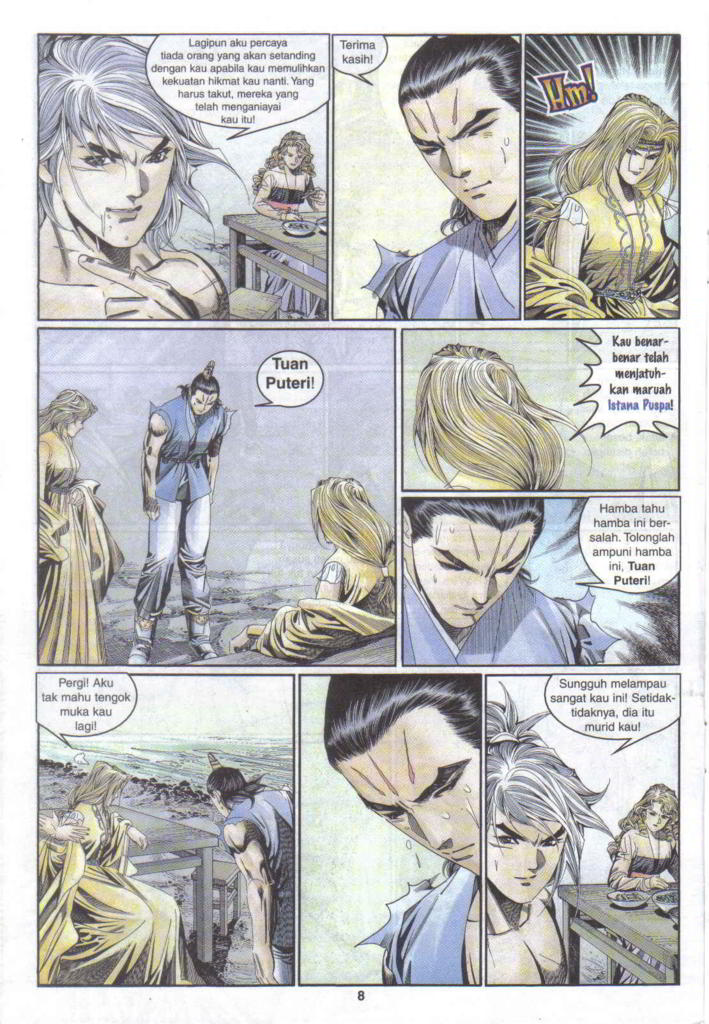 Lagipun aku percaya
tiada orang yang akan setanding
dengan kau apabila kau memulihkan
kekuatan hikmat kau nanti. Yang
harus takut, mereka yang
telah menganiayai
kau itu!
Terima
kasih!
Hm!
Tuan
Puteri!
Kau benar-
benar telah
menjatuh-
kan maruah
Istana Puspa!
Hamba tahu
hamba ini ber-
salah. Tolonglah
ampuni hamba
ini, Tuan
Puteri!
Pergi! Aku
tak mahu tengok
muka kau
lagi!
Sungguh melampau
sangat kau ini! Setidak-
tidaknya, dia itu
murid kau!
8